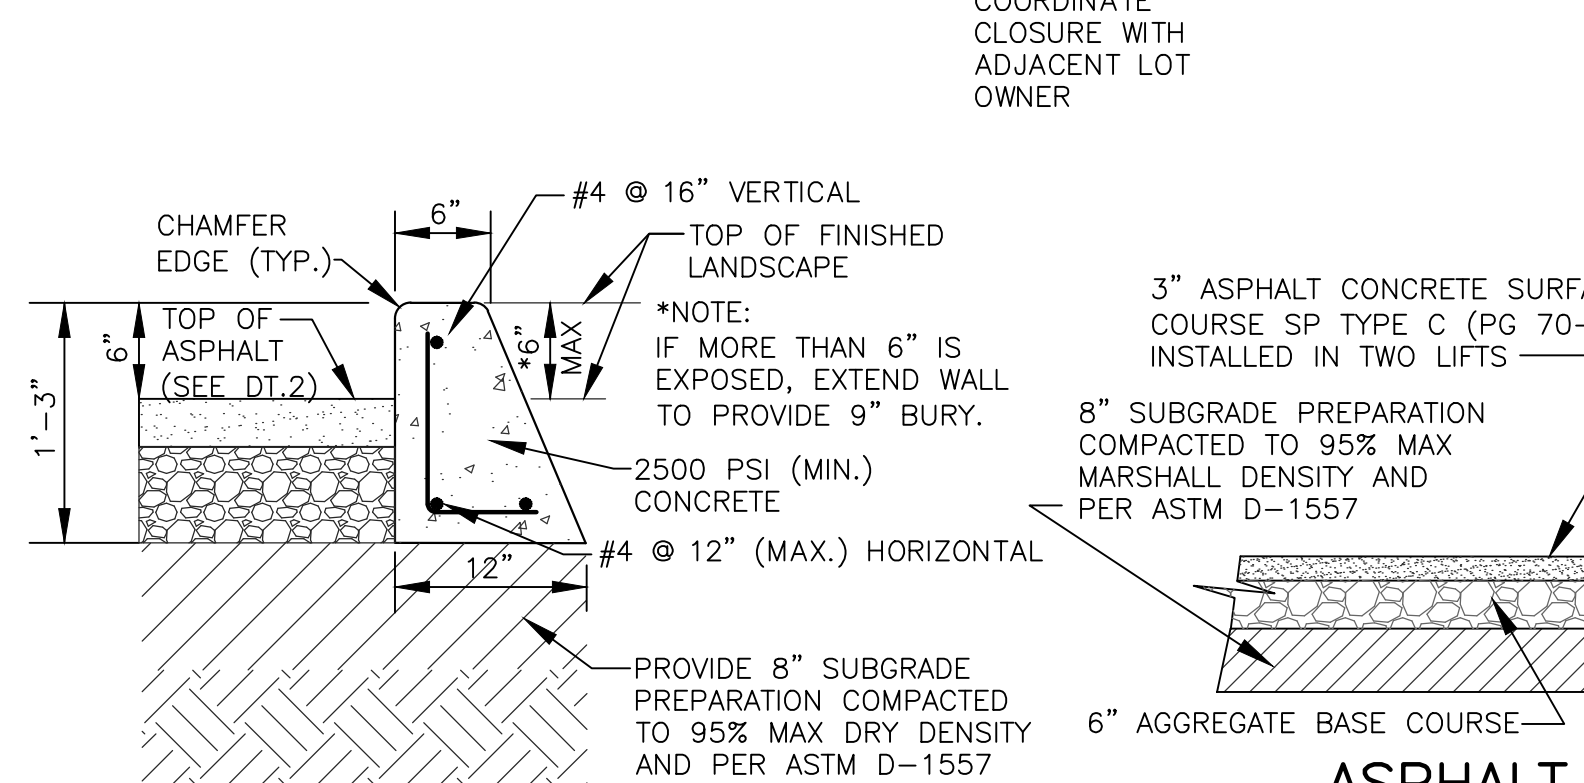 COORDINATE
CLOSURE WITH
ADJACENT LOT
OWNER
#4 @ 16" VERTICAL
6"
CHAMFER
EDGE (TYP.)
TOP OF FINISHED
LANDSCAPE
TOP OF
ASPHALT
(SEE DT.2)
6"
1'-3"
*6"
MAX
*NOTE:
IF MORE THAN 6" IS
EXPOSED, EXTEND WALL
TO PROVIDE 9" BURY.
2500 PSI (MIN.)
CONCRETE
#4 @ 12" (MAX.) HORIZONTAL
12"
PROVIDE 8" SUBGRADE
PREPARATION COMPACTED
TO 95% MAX DRY DENSITY
AND PER ASTM D-1557
3" ASPHALT CONCRETE
COURSE SP TYPE C (PG 70-
INSTALLED IN TWO LIFTS
8" SUBGRADE PREPARATION
COMPACTED TO 95% MAX
MARSHALL DENSITY AND
PER ASTM D-1557
6" AGGREGATE BASE COURSE
ASPHALT